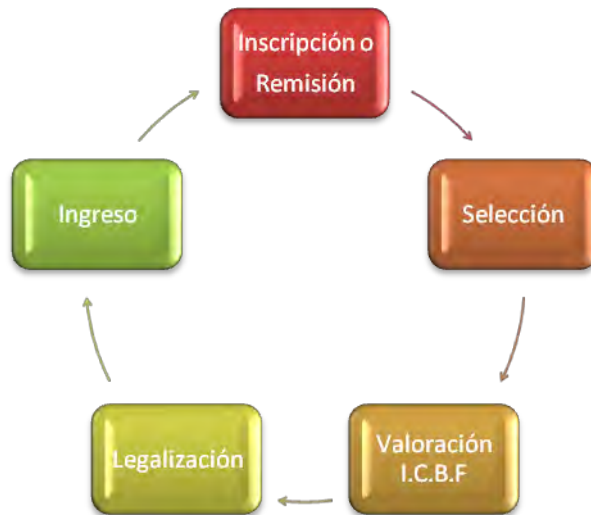 Inscripción o
Remisión
Selección
Valoración
I.C.B.F
Legalización
Ingreso